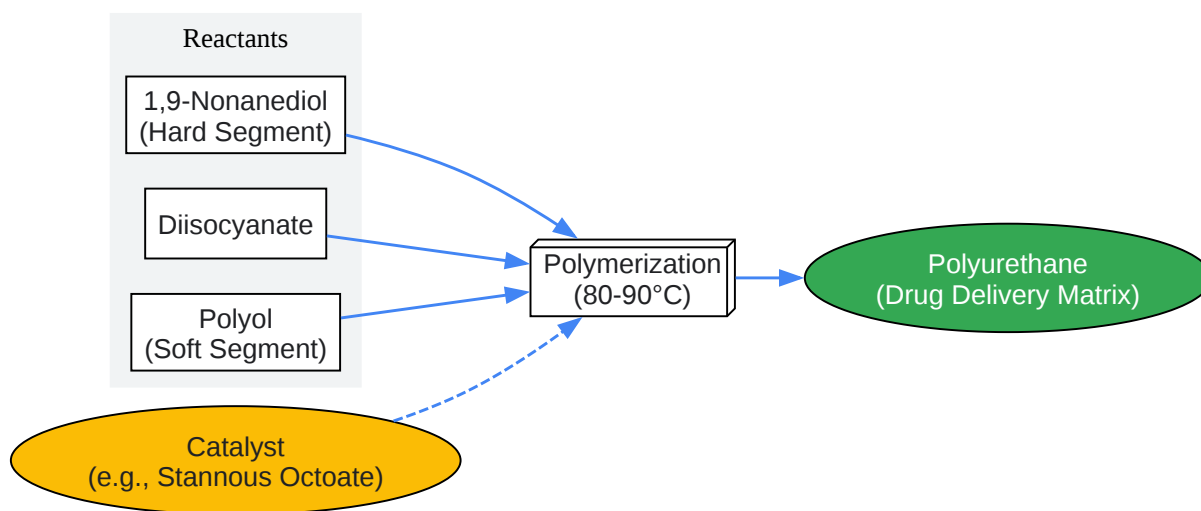 Reactants
1,9-Nonanediol
(Hard Segment)
Diisocyanate
Polyol
(Soft Segment)
Catalyst
(e.g., Stannous Octoate)
Polymerization
(80-90°C)
Polyurethane
(Drug Delivery Matrix)